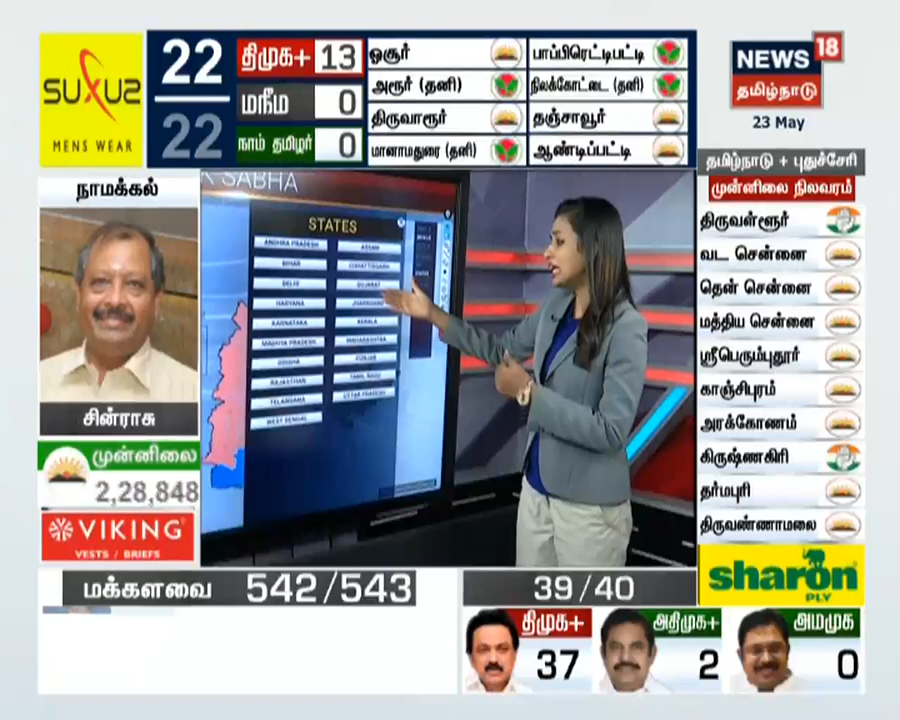 SUXUS
MENS WEAR
22
22
திமுக+ 13
மநீம 0
நாம் தமிழர் 0
ஒசூர்
அரூர் (தனி)
திருவாரூர்
மானாமதுரை (தனி)
பாப்பிரெட்டிபட்டி
நிலக்கோட்டை (தனி)
தஞ்சாவூர்
ஆண்டிப்பட்டி
NEWS 18
தமிழ்நாடு
23 May
தமிழ்நாடு + புதுச்சேரி
முன்னிலை நிலவரம்
திருவள்ளூர்
வட சென்னை
தென் சென்னை
மத்திய சென்னை
ஸ்ரீபெரும்புதூர்
காஞ்சிபுரம்
அரக்கோணம்
கிருஷ்ணகிரி
தர்மபுரி
திருவண்ணாமலை
நாமக்கல்
சின்ராசு
முன்னிலை
2,28,848
VIKING
VESTS / BRIEFS
K SABHA
STATES
ANDHRA PRADESH
ASSAM
BIHAR
CHHATTISGARH
DELHI
GUJARAT
HARYANA
JHARKHAND
KARNATAKA
KERALA
MADHYA PRADESH
MAHARASHTRA
ODISHA
PUNJAB
RAJASTHAN
TAMIL NADU
TELANGANA
UTTAR PRADESH
WEST BENGAL
sharon
PLY
மக்களவை 542/543
39/40
திமுக+
37
அதிமுக+
2
அமமுக
0